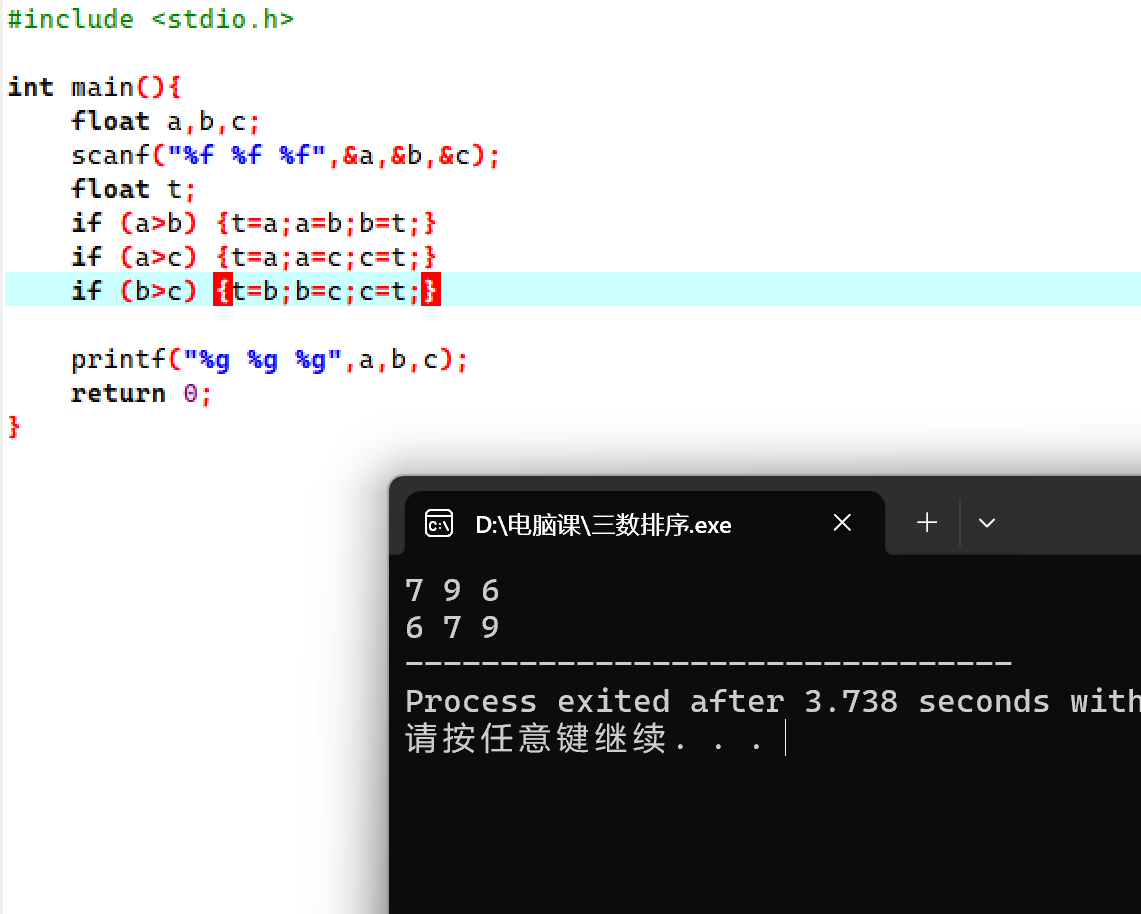 #include <stdio.h>
int main(){
float a,b,c;
scanf("%f %f %f",&a,&b,&c);
float t;
if (a>b) {t=a;a=b;b=t;}
if (a>c) {t=a;a=c;c=t;}
if (b>c) {t=b;b=c;c=t;}
printf("%g %g %g",a,b,c);
return 0;
}
D:\电脑课\三数排序.exe
7 9 6
6 7 9
--------------------------------
Process exited after 3.738 seconds with
请按任意键继续. . .